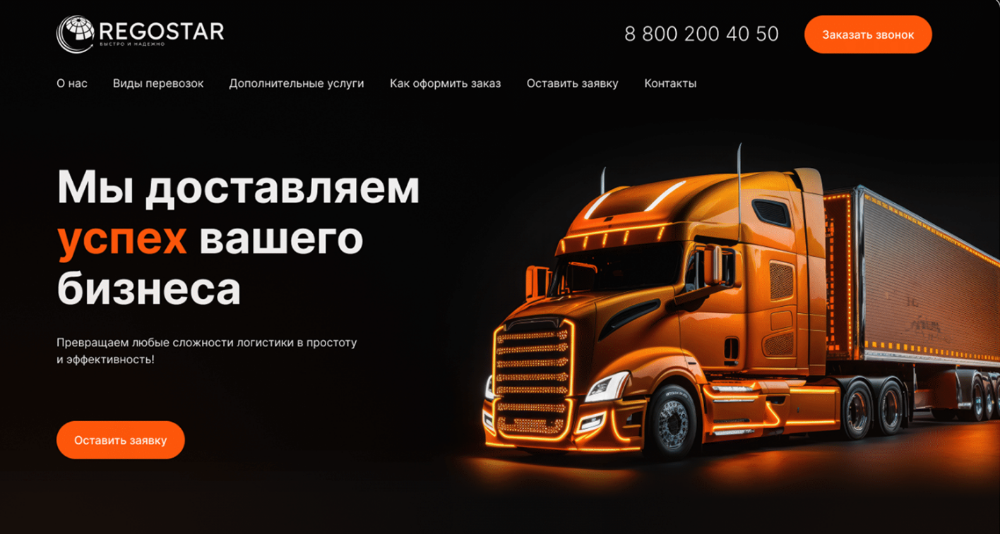 REGOSTAR
БЫСТРО И НАДЕЖНО
8 800 200 40 50
Заказать звонок
О нас
Виды перевозок
Дополнительные услуги
Как оформить заказ
Оставить заявку
Контакты
Мы доставляем
успех вашего
бизнеса
Превращаем любые сложности логистики в простоту
и эффективность!
Оставить заявку